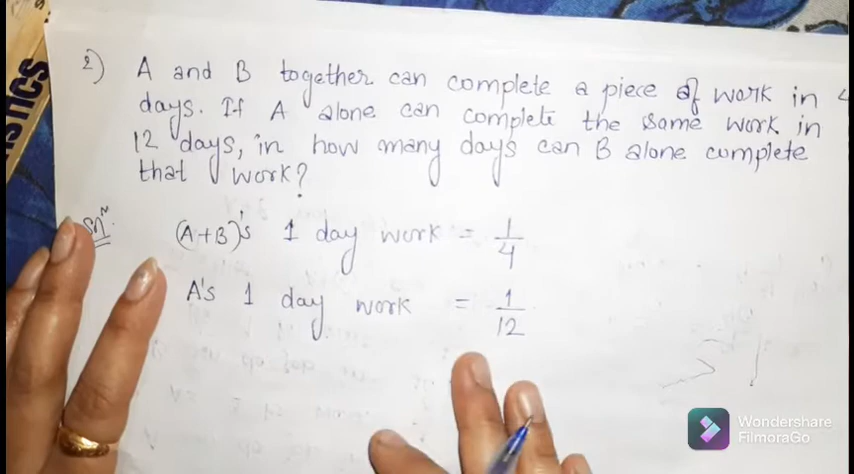 STICS
2) A and B together can complete a piece of work in 4
days. If A alone can complete the same work in
12 days, in how many days can B alone complete
that work?
Sol^n.
(A+B)'s 1 day work = 1/4
A's 1 day work = 1/12
Wondershare
FilmoraGo